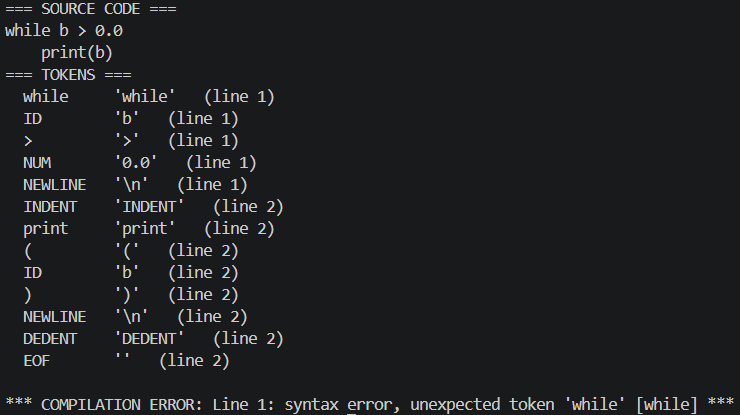 === SOURCE CODE ===
while b > 0.0
    print(b)
=== TOKENS ===
  while     'while'   (line 1)
  ID        'b'   (line 1)
  >         '>'   (line 1)
  NUM       '0.0'   (line 1)
  NEWLINE   '\n'   (line 1)
  INDENT    'INDENT'   (line 2)
  print     'print'   (line 2)
  (         '('   (line 2)
  ID        'b'   (line 2)
  )         ')'   (line 2)
  NEWLINE   '\n'   (line 2)
  DEDENT    'DEDENT'   (line 2)
  EOF       ''   (line 2)
*** COMPILATION ERROR: Line 1: syntax error, unexpected token 'while' [while] ***